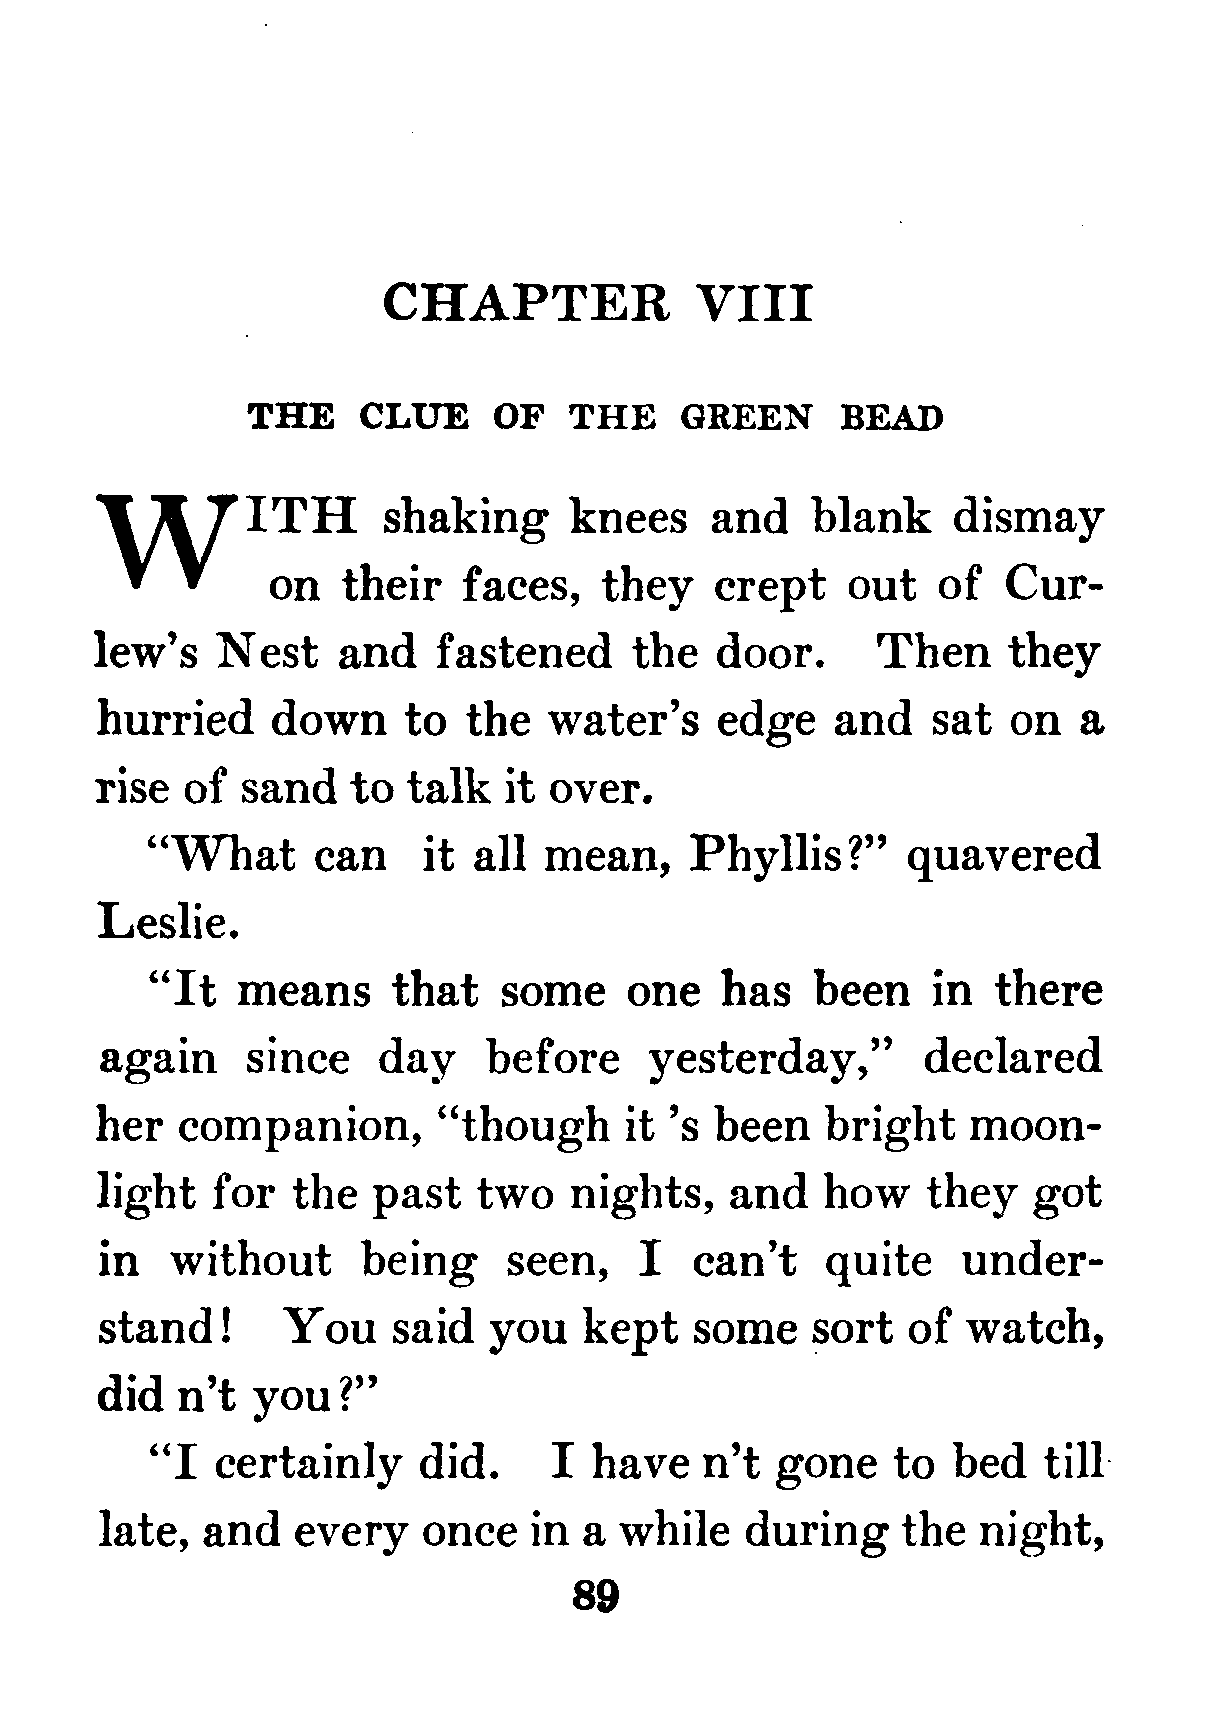 CHAPTER VIII
THE CLUE OF THE GREEN BEAD
WITH shaking knees and blank dismay
on their faces, they crept out of Cur-
lew's Nest and fastened the door. Then they
hurried down to the water's edge and sat on a
rise of sand to talk it over.
"What can it all mean, Phyllis?" quavered
Leslie.
"It means that some one has been in there
again since day before yesterday," declared
her companion, "though it 's been bright moon-
light for the past two nights, and how they got
in without being seen, I can't quite under-
stand! You said you kept some sort of watch,
did n't you?"
"I certainly did. I have n't gone to bed till
late, and every once in a while during the night,
89